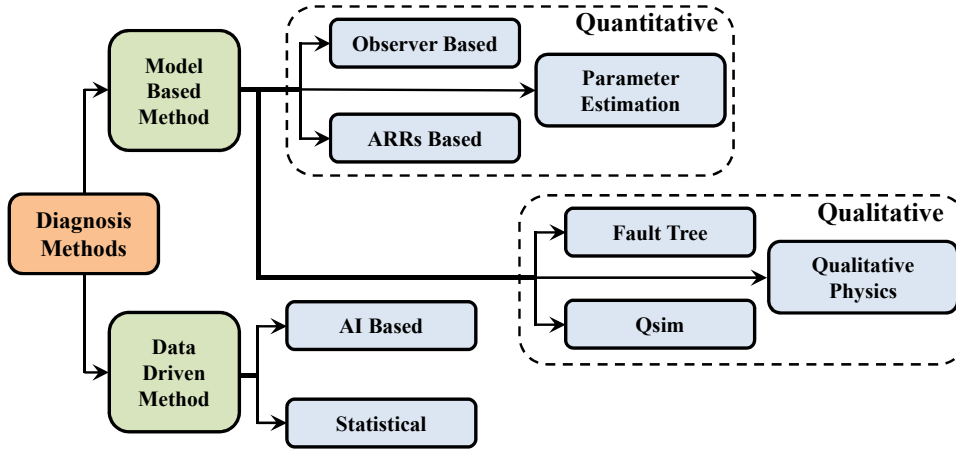 Quantitative
Observer Based
Model
Based
Method
Parameter
Estimation
ARRs Based
Diagnosis
Methods
Qualitative
Fault Tree
Qualitative
Physics
Qsim
AI Based
Data
Driven
Method
Statistical